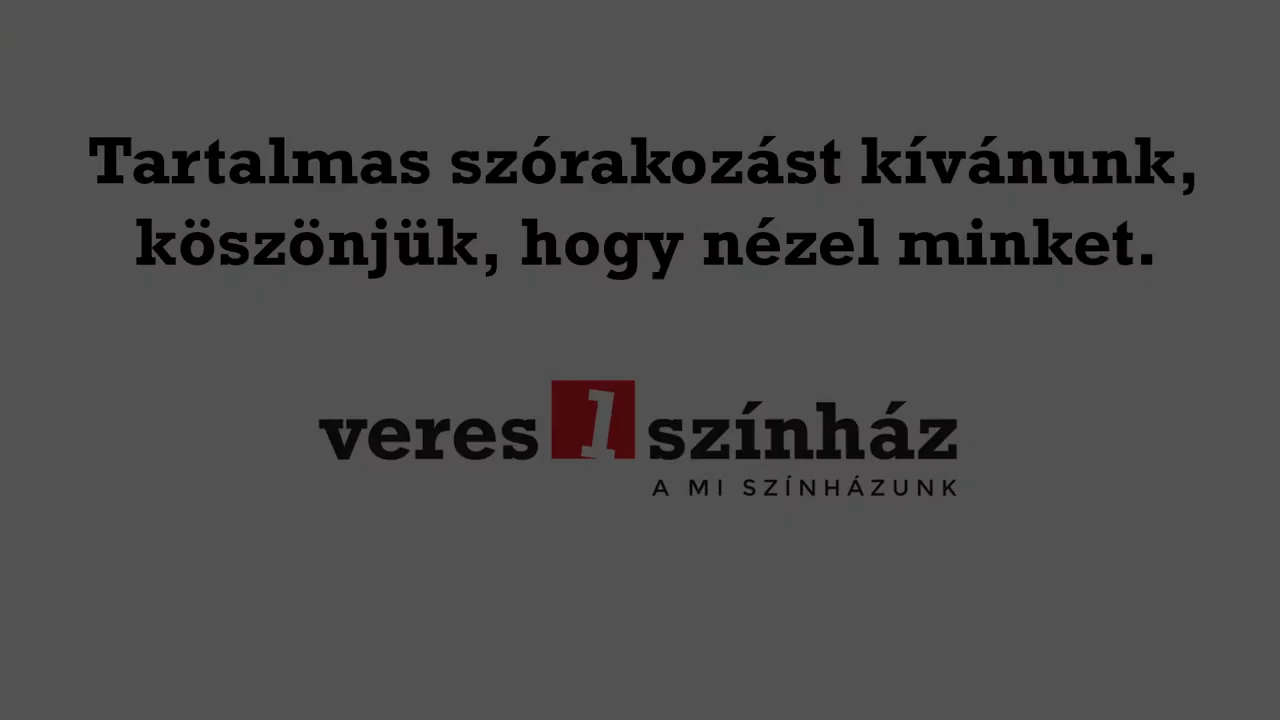 Tartalmas szórakozást kívánunk,
köszönjük, hogy nézel minket.
veres 1 színház
A MI SZÍNHÁZUNK